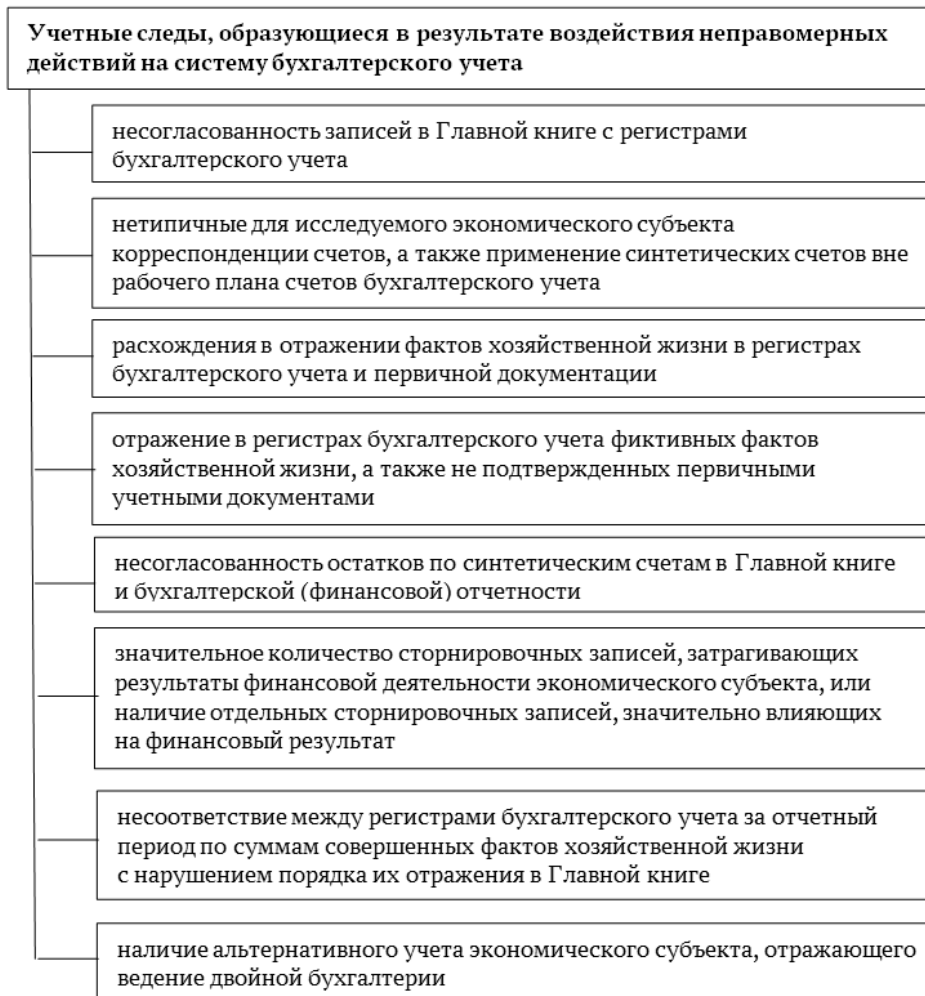 Учетные следы, образующиеся в результате воздействия неправомерных
действий на систему бухгалтерского учета
несогласованность записей в Главной книге с регистрами
бухгалтерского учета
нетипичные для исследуемого экономического субъекта
корреспонденции счетов, а также применение синтетических счетов вне
рабочего плана счетов бухгалтерского учета
расхождения в отражении фактов хозяйственной жизни в регистрах
бухгалтерского учета и первичной документации
отражение в регистрах бухгалтерского учета фиктивных фактов
хозяйственной жизни, а также не подтвержденных первичными
учетными документами
несогласованность остатков по синтетическим счетам в Главной книге
и бухгалтерской (финансовой) отчетности
значительное количество сторнировочных записей, затрагивающих
результаты финансовой деятельности экономического субъекта, или
наличие отдельных сторнировочных записей, значительно влияющих
на финансовый результат
несоответствие между регистрами бухгалтерского учета за отчетный
период по суммам совершенных фактов хозяйственной жизни
с нарушением порядка их отражения в Главной книге
наличие альтернативного учета экономического субъекта, отражающего
ведение двойной бухгалтерии